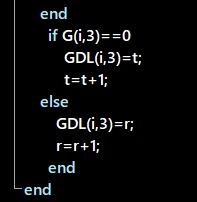 end
if G(i,3)==0
GDL(i,3)=t;
t=t+1;
else
GDL(i,3)=r;
r=r+1;
end
end